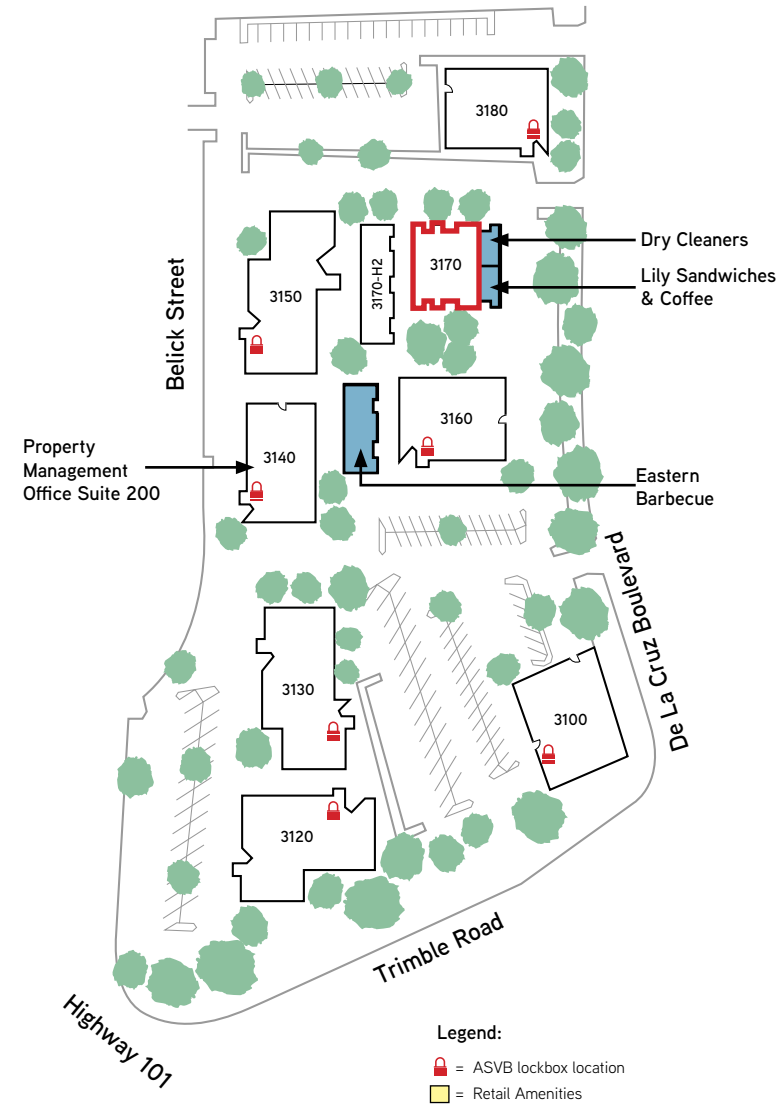 3180
Dry Cleaners
3170
Lily Sandwiches
& Coffee
3170-H2
3150
Belick Street
3160
3140
Property
Management
Office Suite 200
Eastern
Barbecue
De La Cruz Boulevard
3130
3100
3120
Trimble Road
Highway 101
Legend:
= ASVB lockbox location
= Retail Amenities